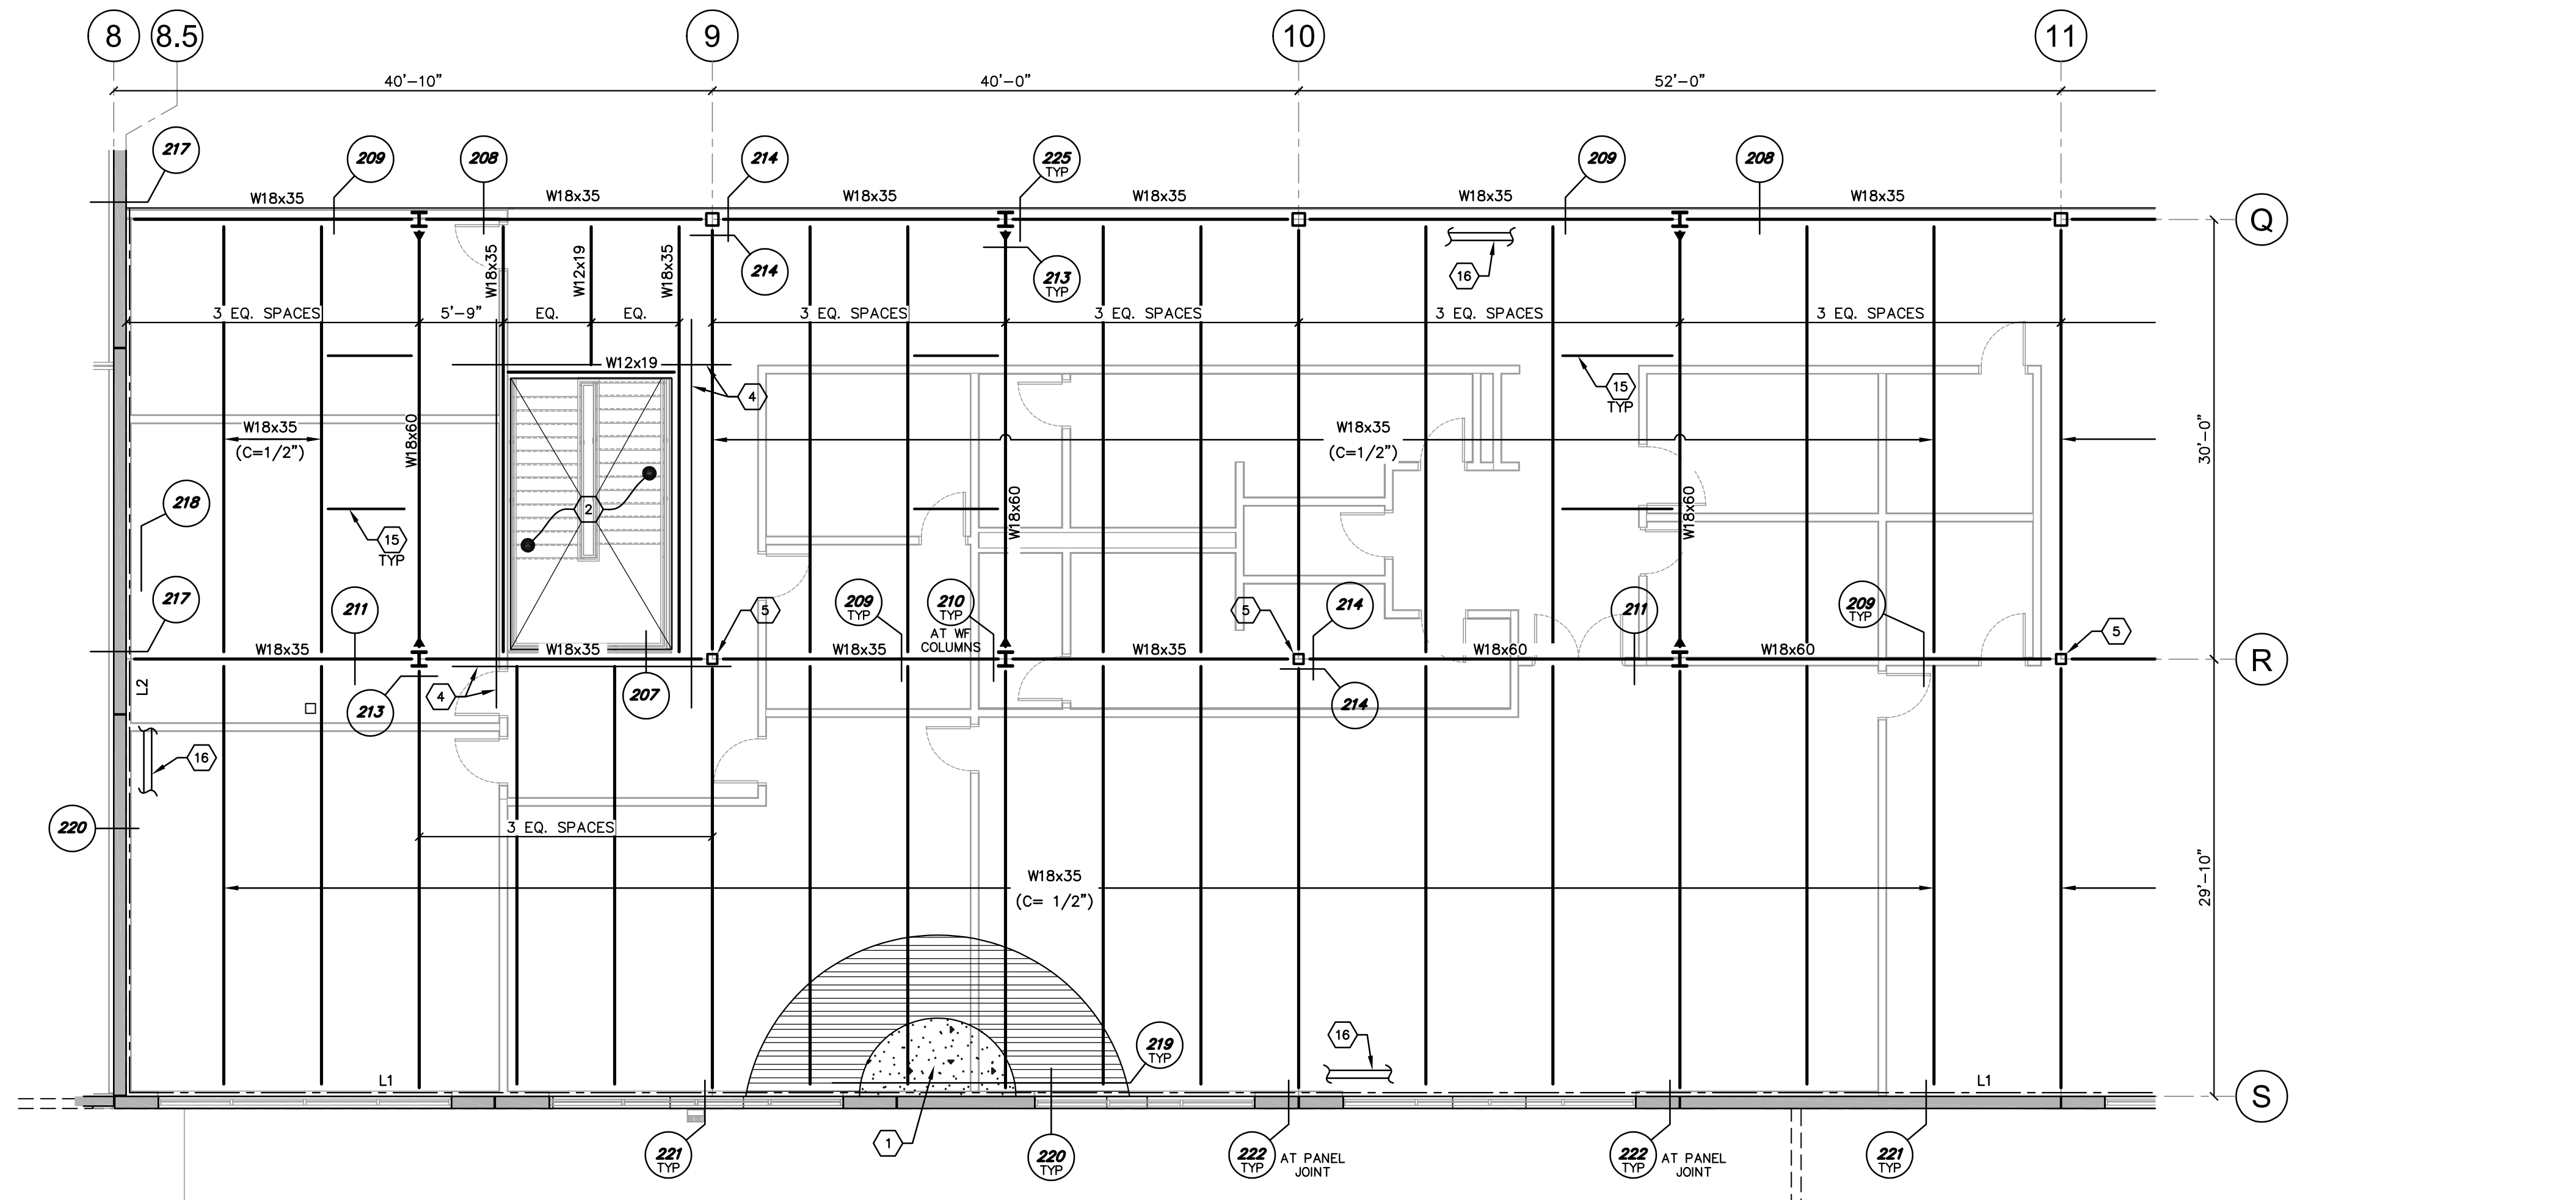 8 8.5 9 10 11
40'-10" 40'-0" 52'-0"
217 209 208 214 225 209 208
TYP
W18x35 W18x35 W18x35 W18x35 W18x35 W18x35
Q
W18x35 W12x19 W18x35 214 213 16
TYP
3 EQ. SPACES 5'-9" EQ. EQ. 3 EQ. SPACES 3 EQ. SPACES 3 EQ. SPACES 3 EQ. SPACES
W12x19
4 15
TYP
W18x35 W18x60 W18x35 30'-0"
(C=1/2") (C=1/2")
218 2 W18x60 W18x60
15
TYP
217 211 5 209 210 5 214 211 209 5
TYP TYP TYP
AT WF
COLUMNS
W18x35 W18x35 W18x35 W18x35 W18x60 W18x60
R
L2 213 4 207 214
16
220 3 EQ. SPACES
W18x35 29'-10"
(C= 1/2")
16 219
TYP
L1 L1
S
221 1 220 222 AT PANEL 222 AT PANEL 221
TYP TYP TYP JOINT TYP JOINT TYP